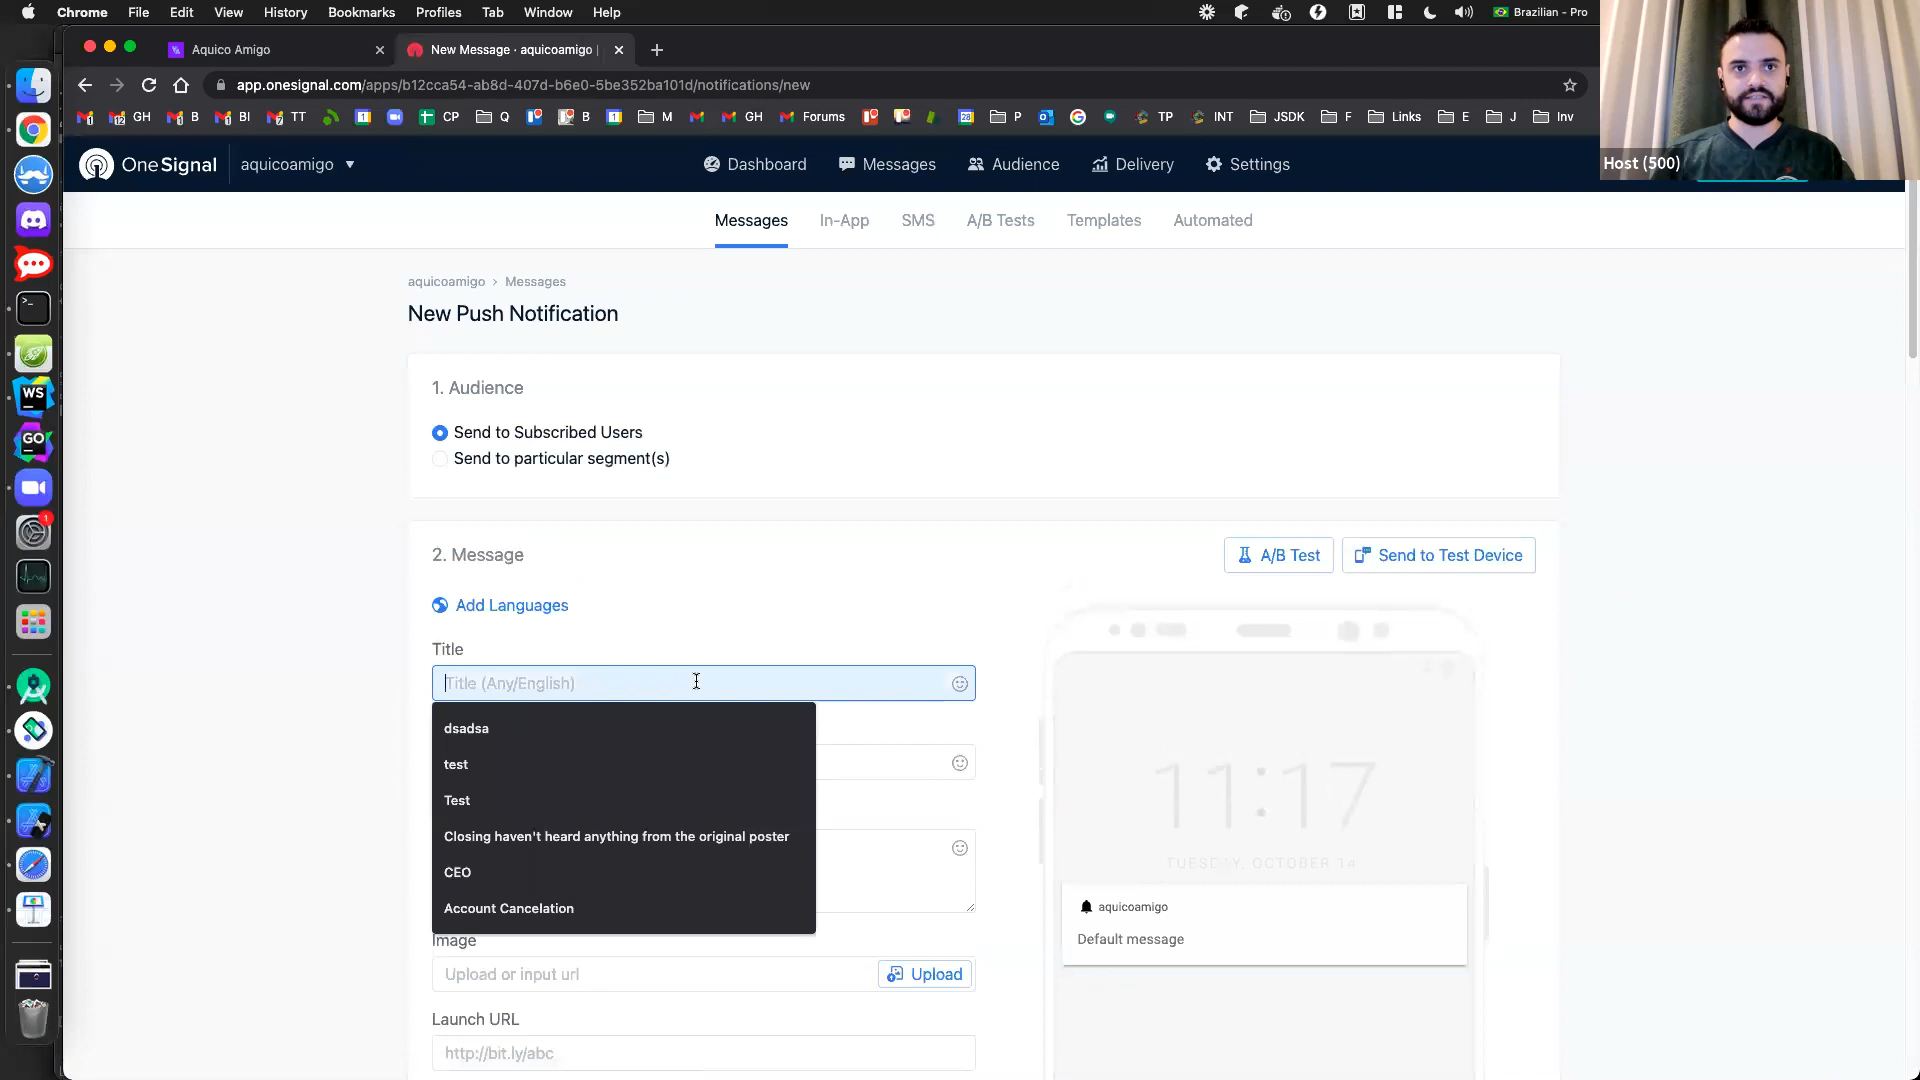 Chrome File Edit View History Bookmarks Profiles Tab Window Help Brazilian - Pro
Aquico Amigo
New Message · aquicoamigo |
app.onesignal.com/apps/b12cca54-ab8d-407d-b6e0-5be352ba101d/notifications/new
GH B BI TT 1 CP Q B 1 M GH Forums 28 P TP INT JSDK F Links E J Inv
Host (500)
OneSignal aquicoamigo Dashboard Messages Audience Delivery Settings
Messages In-App SMS A/B Tests Templates Automated
aquicoamigo › Messages
New Push Notification
1. Audience
Send to Subscribed Users
Send to particular segment(s)
2. Message
A/B Test
Send to Test Device
Add Languages
Title
Title (Any/English)
dsadsa
test
Test
Closing haven't heard anything from the original poster
CEO
Account Cancelation
Image
Upload or input url
Upload
Launch URL
http://bit.ly/abc
11:17
TUESDAY, OCTOBER 14
aquicoamigo
Default message
WS
GO
1